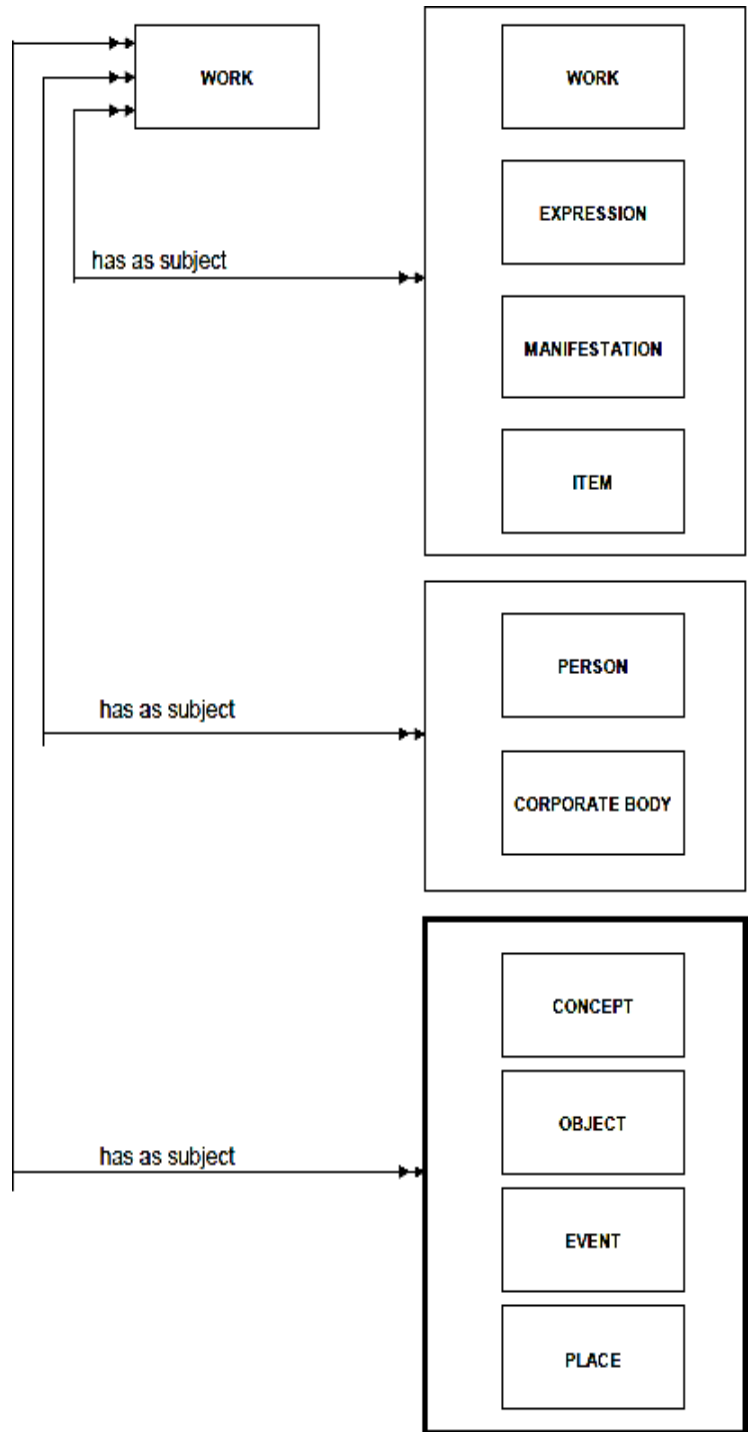 WORK
WORK
EXPRESSION
has as subject
MANIFESTATION
ITEM
PERSON
has as subject
CORPORATE BODY
CONCEPT
OBJECT
has as subject
EVENT
PLACE